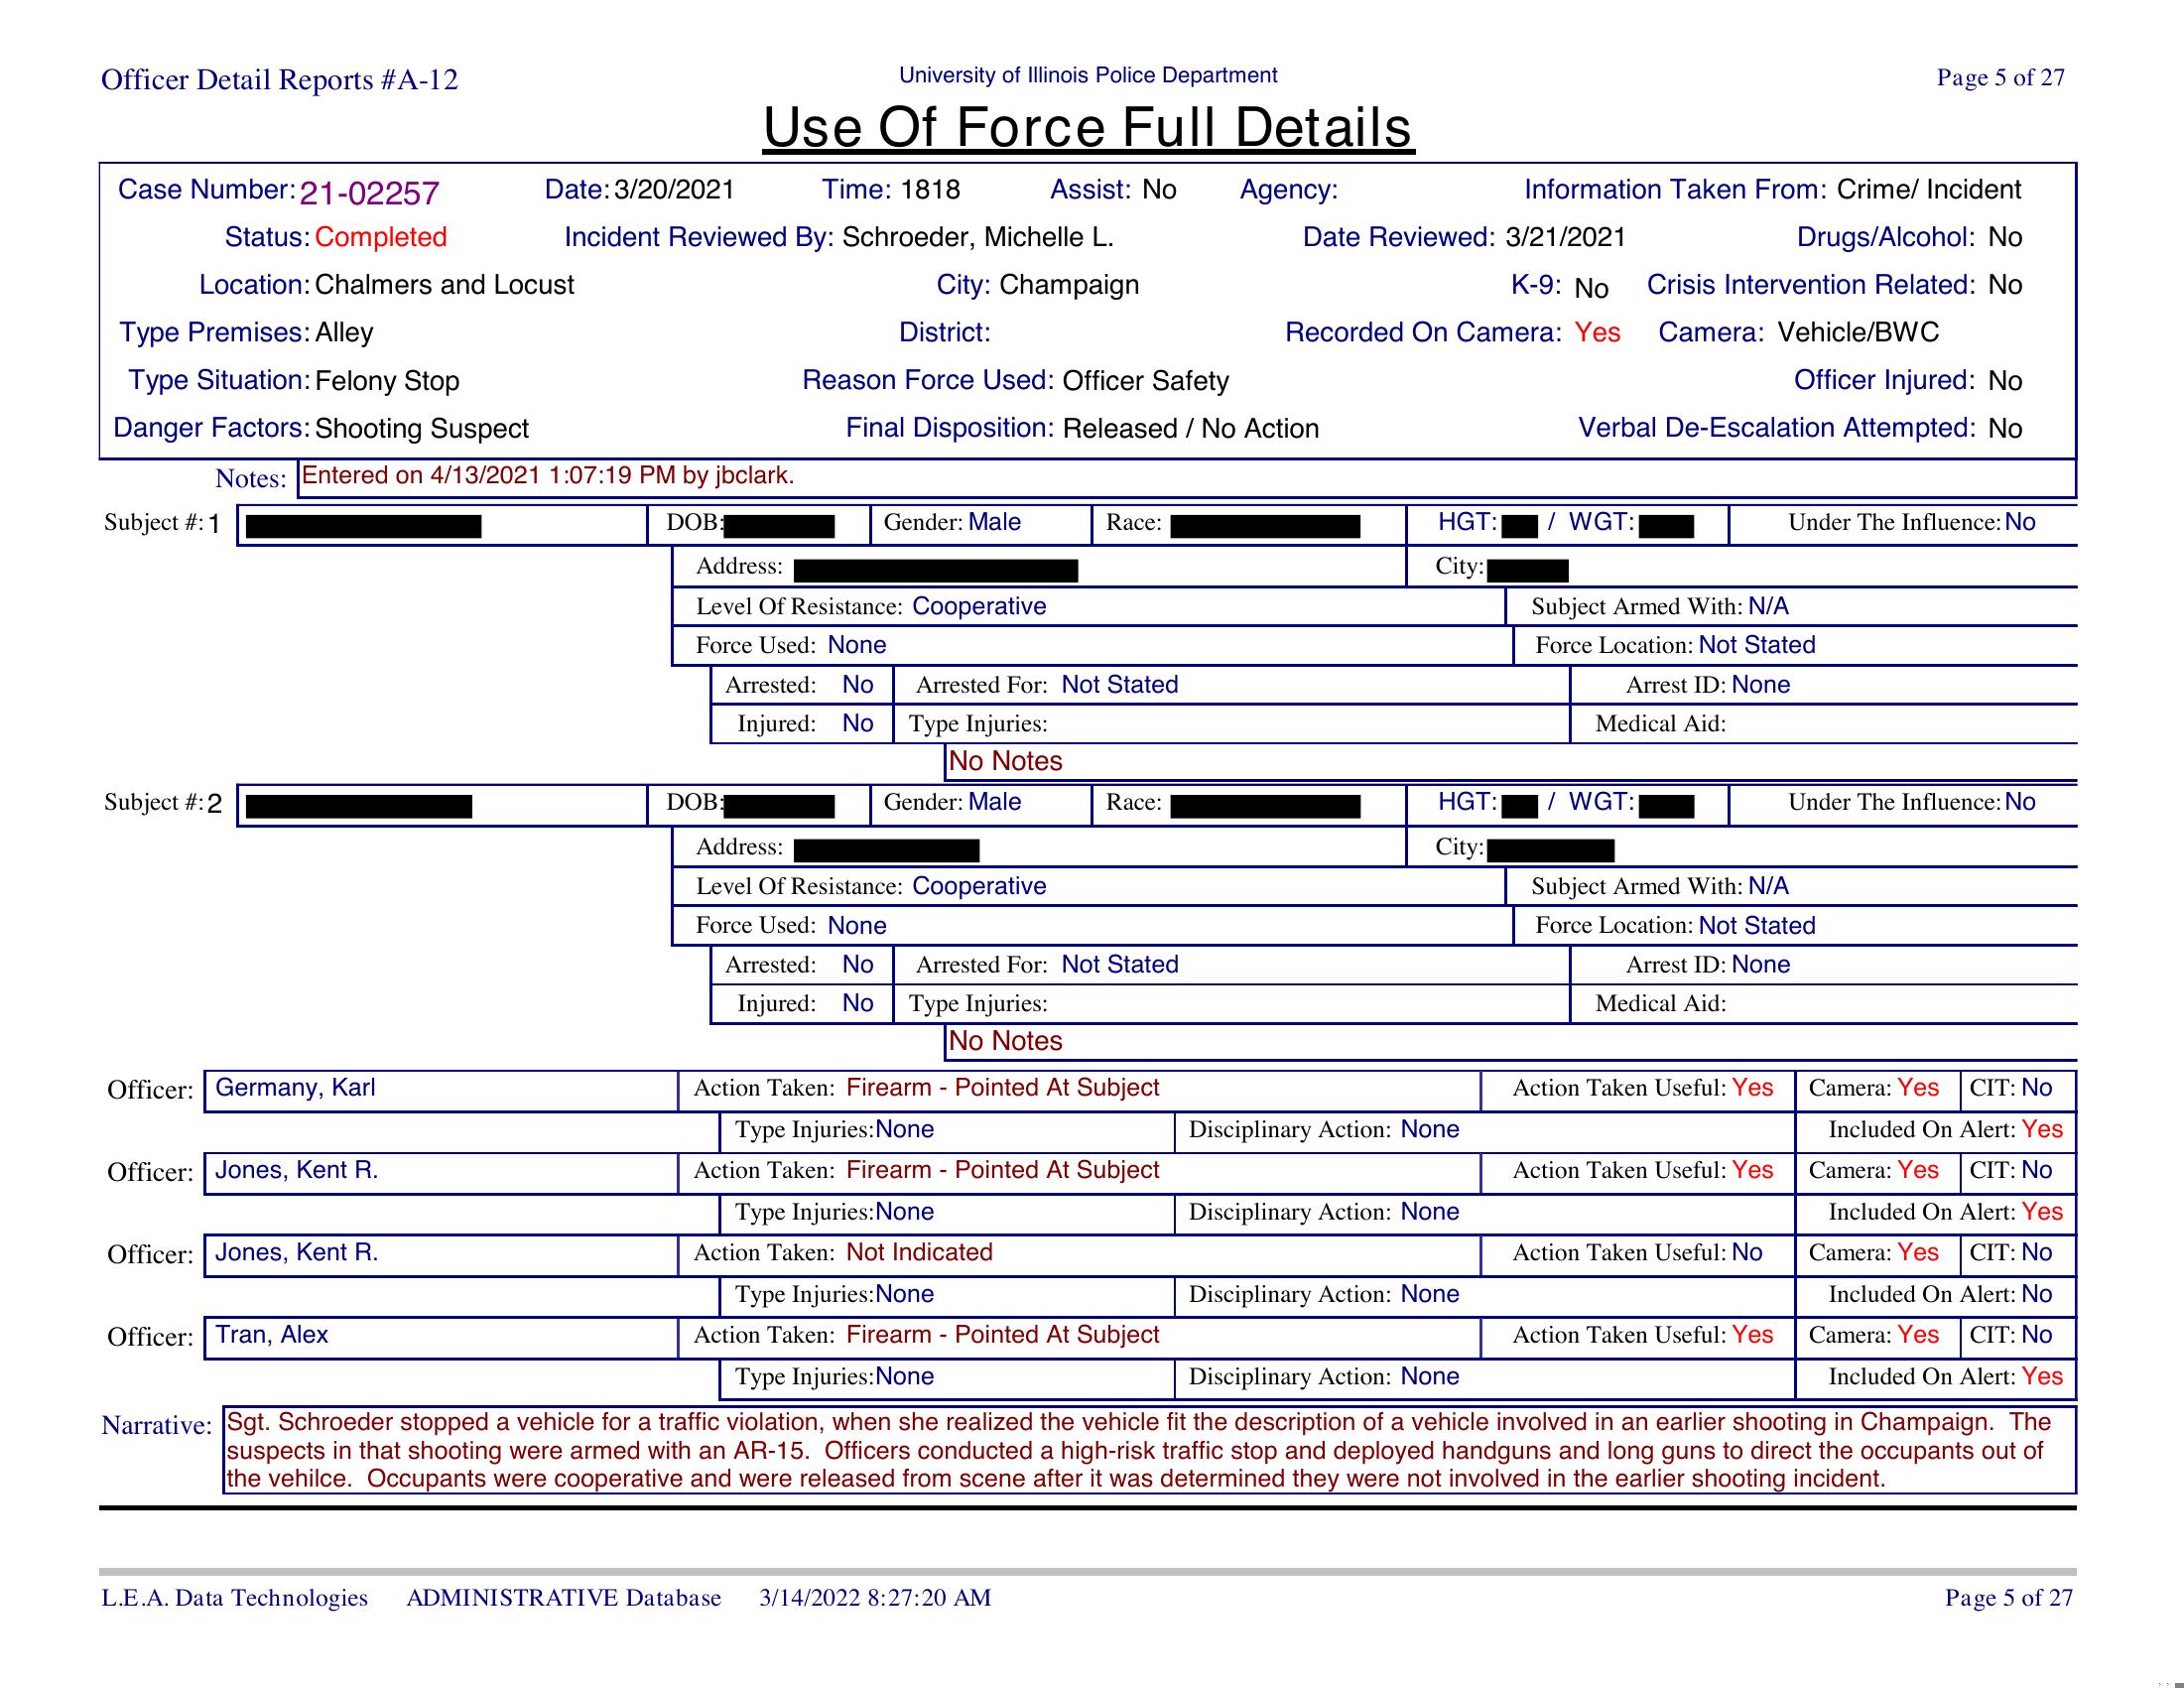 Officer Detail Reports #A-12 University of Illinois Police Department Page 5 of 27
Use Of Force Full Details
Case Number: 21-02257 Date: 3/20/2021 Time: 1818 Assist: No Agency: Information Taken From: Crime/ Incident
Status: Completed Incident Reviewed By: Schroeder, Michelle L. Date Reviewed: 3/21/2021 Drugs/Alcohol: No
Location: Chalmers and Locust City: Champaign K-9: No Crisis Intervention Related: No
Type Premises: Alley District: Recorded On Camera: Yes Camera: Vehicle/BWC
Type Situation: Felony Stop Reason Force Used: Officer Safety Officer Injured: No
Danger Factors: Shooting Suspect Final Disposition: Released / No Action Verbal De-Escalation Attempted: No
Notes: Entered on 4/13/2021 1:07:19 PM by jbclark.
Subject #: 1 DOB: Gender: Male Race: HGT: / WGT: Under The Influence: No
Address: City:
Level Of Resistance: Cooperative Subject Armed With: N/A
Force Used: None Force Location: Not Stated
Arrested: No Arrested For: Not Stated Arrest ID: None
Injured: No Type Injuries: Medical Aid:
No Notes
Subject #: 2 DOB: Gender: Male Race: HGT: / WGT: Under The Influence: No
Address: City:
Level Of Resistance: Cooperative Subject Armed With: N/A
Force Used: None Force Location: Not Stated
Arrested: No Arrested For: Not Stated Arrest ID: None
Injured: No Type Injuries: Medical Aid:
No Notes
Officer: Germany, Karl Action Taken: Firearm - Pointed At Subject Action Taken Useful: Yes Camera: Yes CIT: No
Type Injuries: None Disciplinary Action: None Included On Alert: Yes
Officer: Jones, Kent R. Action Taken: Firearm - Pointed At Subject Action Taken Useful: Yes Camera: Yes CIT: No
Type Injuries: None Disciplinary Action: None Included On Alert: Yes
Officer: Jones, Kent R. Action Taken: Not Indicated Action Taken Useful: No Camera: Yes CIT: No
Type Injuries: None Disciplinary Action: None Included On Alert: No
Officer: Tran, Alex Action Taken: Firearm - Pointed At Subject Action Taken Useful: Yes Camera: Yes CIT: No
Type Injuries: None Disciplinary Action: None Included On Alert: Yes
Narrative: Sgt. Schroeder stopped a vehicle for a traffic violation, when she realized the vehicle fit the description of a vehicle involved in an earlier shooting in Champaign. The
suspects in that shooting were armed with an AR-15. Officers conducted a high-risk traffic stop and deployed handguns and long guns to direct the occupants out of
the vehilce. Occupants were cooperative and were released from scene after it was determined they were not involved in the earlier shooting incident.
L.E.A. Data Technologies ADMINISTRATIVE Database 3/14/2022 8:27:20 AM Page 5 of 27